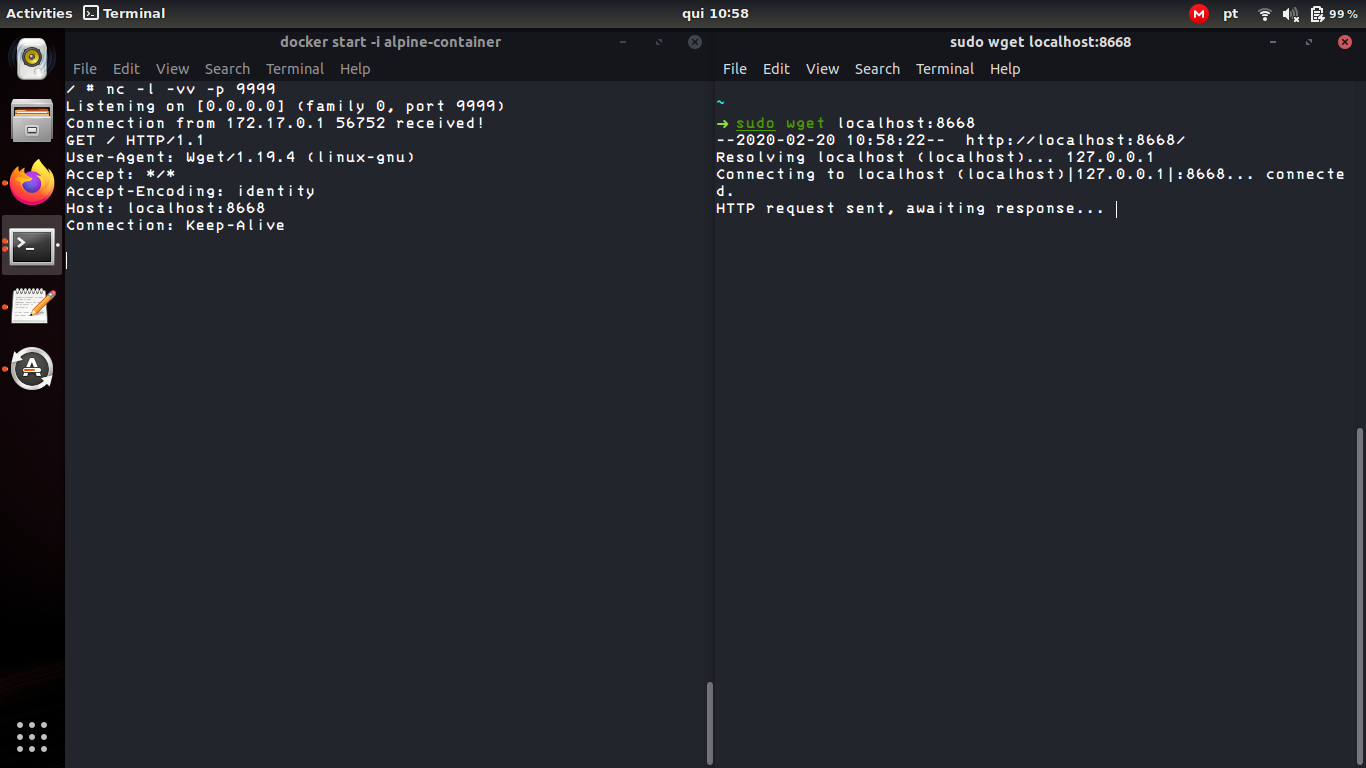 Activities Terminal qui 10:58 pt 99 %
docker start -i alpine-container
File Edit View Search Terminal Help
/ # nc -l -vv -p 9999
Listening on [0.0.0.0] (family 0, port 9999)
Connection from 172.17.0.1 56752 received!
GET / HTTP/1.1
User-Agent: Wget/1.19.4 (linux-gnu)
Accept: */*
Accept-Encoding: identity
Host: localhost:8668
Connection: Keep-Alive
sudo wget localhost:8668
File Edit View Search Terminal Help
~
→ sudo wget localhost:8668
--2020-02-20 10:58:22--  http://localhost:8668/
Resolving localhost (localhost)... 127.0.0.1
Connecting to localhost (localhost)|127.0.0.1|:8668... connecte
d.
HTTP request sent, awaiting response...